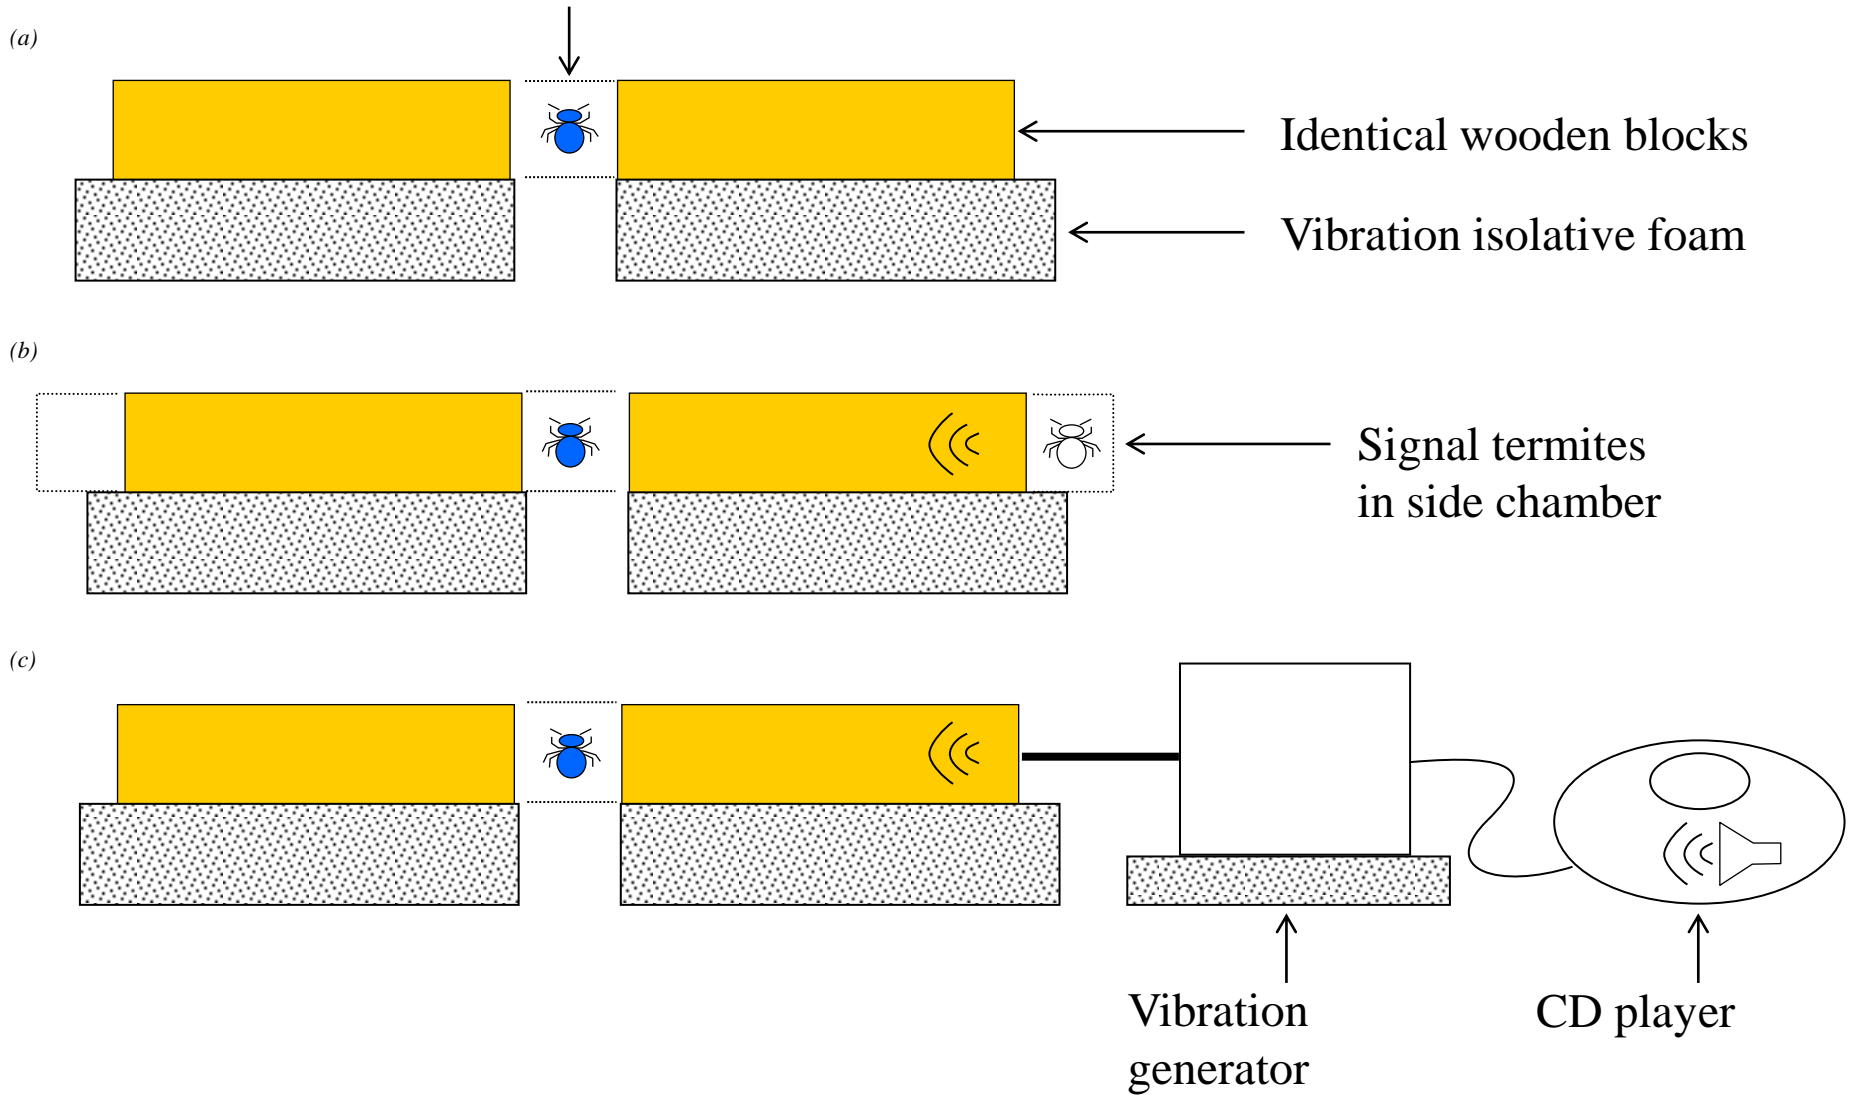 (a)
Identical wooden blocks
Vibration isolative foam
(b)
Signal termites
in side chamber
(c)
Vibration
generator
CD player